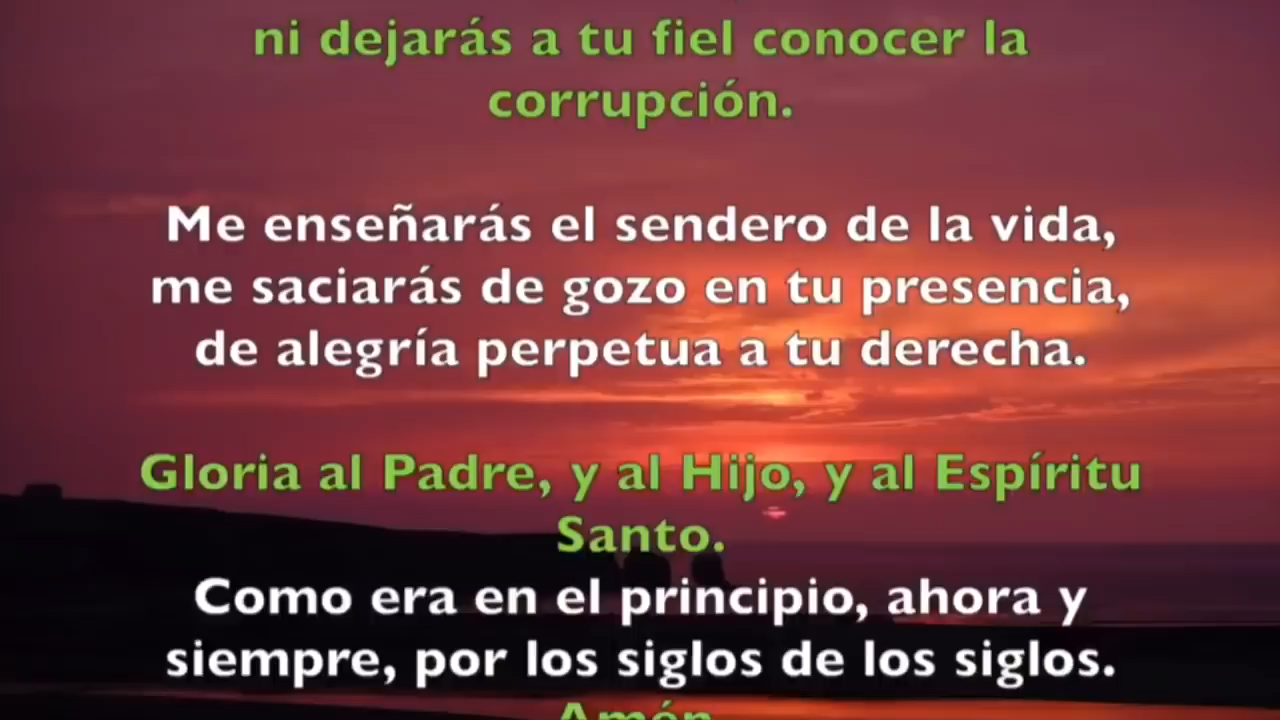 ni dejarás a tu fiel conocer la
corrupción.
Me enseñarás el sendero de la vida,
me saciarás de gozo en tu presencia,
de alegría perpetua a tu derecha.
Gloria al Padre, y al Hijo, y al Espíritu
Santo.
Como era en el principio, ahora y
siempre, por los siglos de los siglos.
Amén.